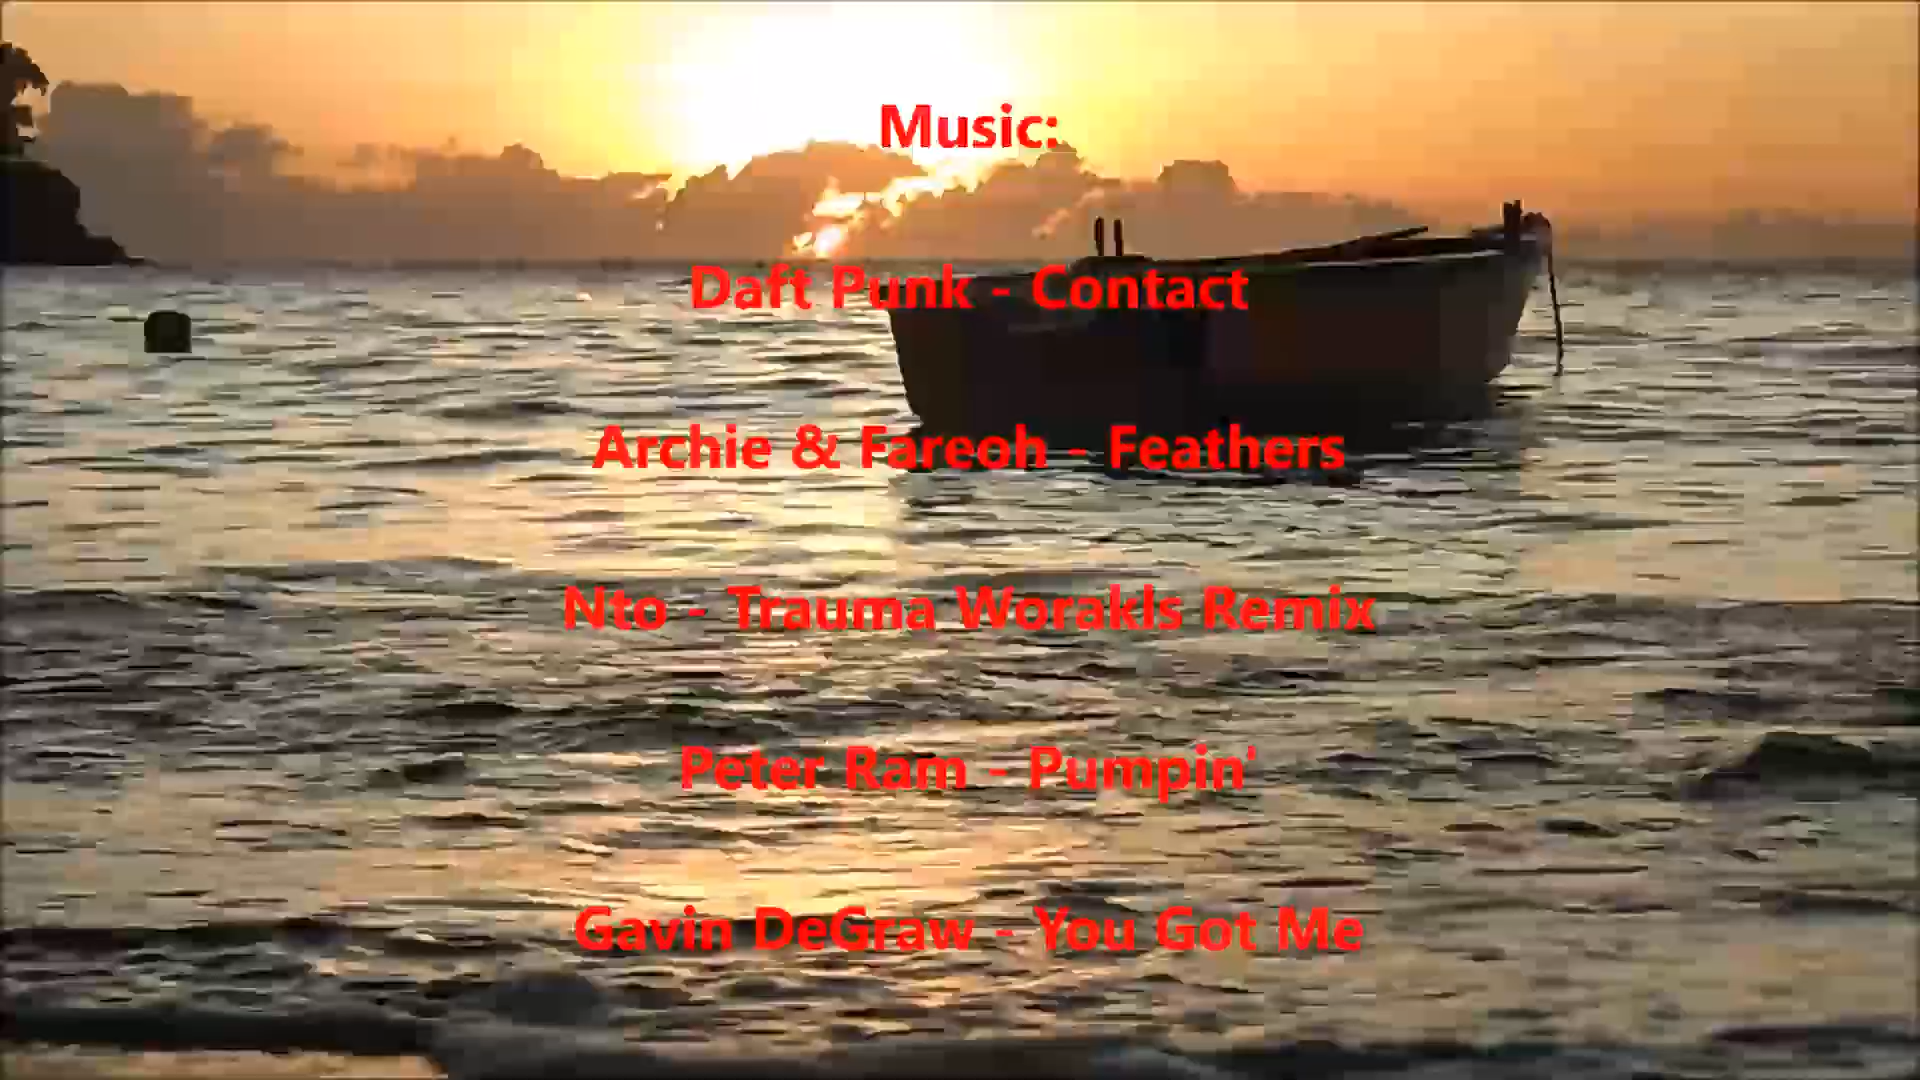 Music:
Daft Punk - Contact
Archie & Fareoh - Feathers
Nto - Trauma Worakls Remix
Peter Ram - Pumpin'
Gavin DeGraw - You Got Me